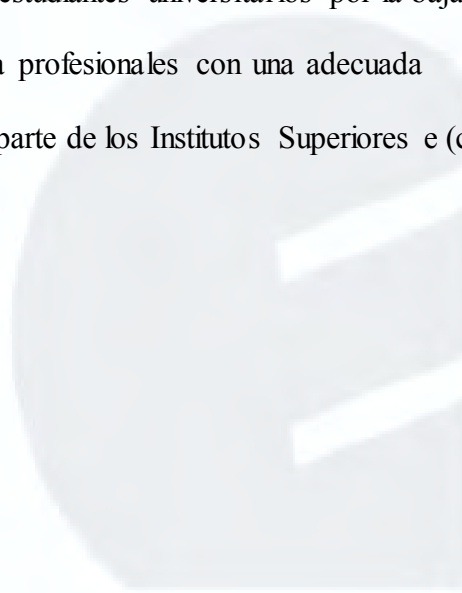 estudiantes universitarios por la baja
a profesionales con una adecuada
parte de los Institutos Superiores e (